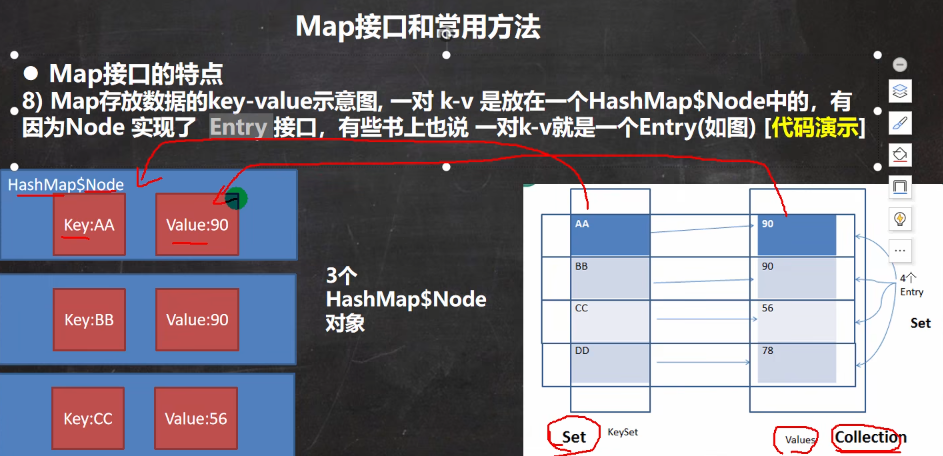 Map接口和常用方法
● Map接口的特点
8) Map存放数据的key-value示意图, 一对 k-v 是放在一个HashMap$Node中的，有
因为Node 实现了 Entry 接口，有些书上也说 一对k-v就是一个Entry(如图) [代码演示]
HashMap$Node
Key:AA
Value:90
Key:BB
Value:90
Key:CC
Value:56
3个
HashMap$Node
对象
AA
90
BB
90
CC
56
DD
78
4个
Entry
Set
Set
KeySet
Values
Collection